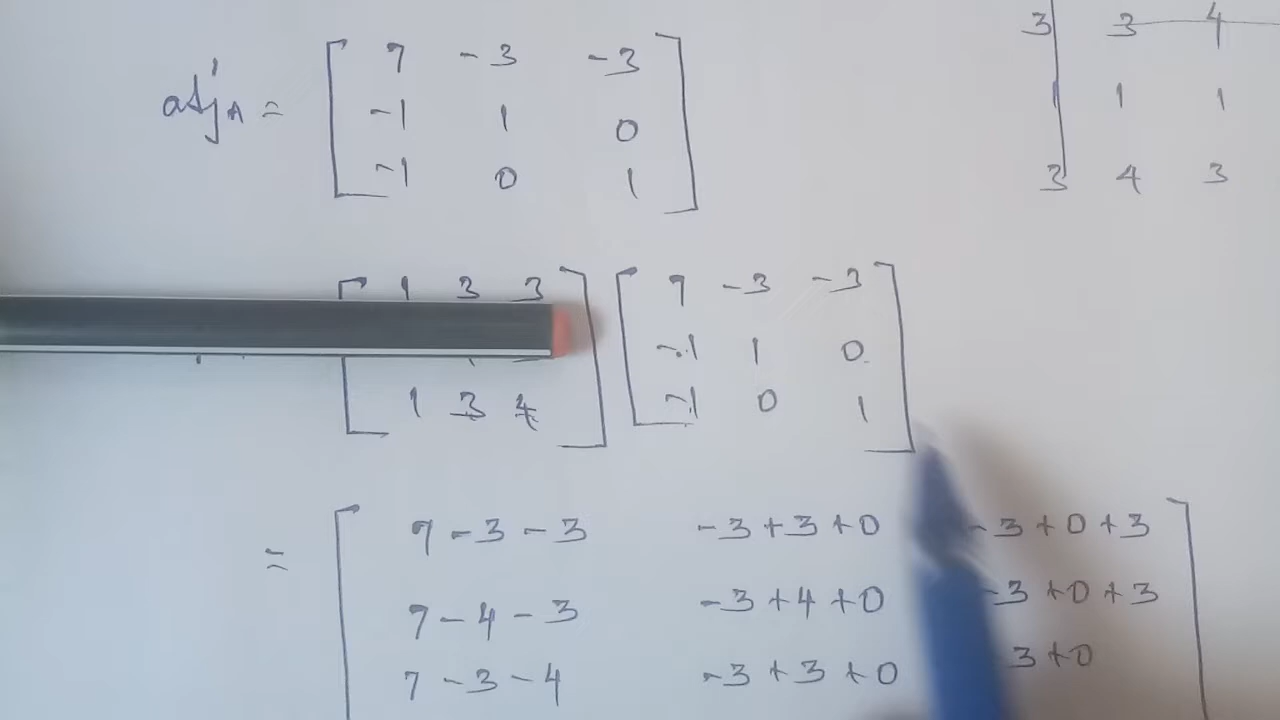 adjA = 7 -3 -3
-1 1 0
-1 0 1
3 3 4
1 1 1
3 4 3
1 3 3 7 -3 -3
-1 1 0
1 3 4 -1 0 1
= 7-3-3 -3+3+0 -3+0+3
7-4-3 -3+4+0 -3+0+3
7-3-4 -3+3+0 3+0